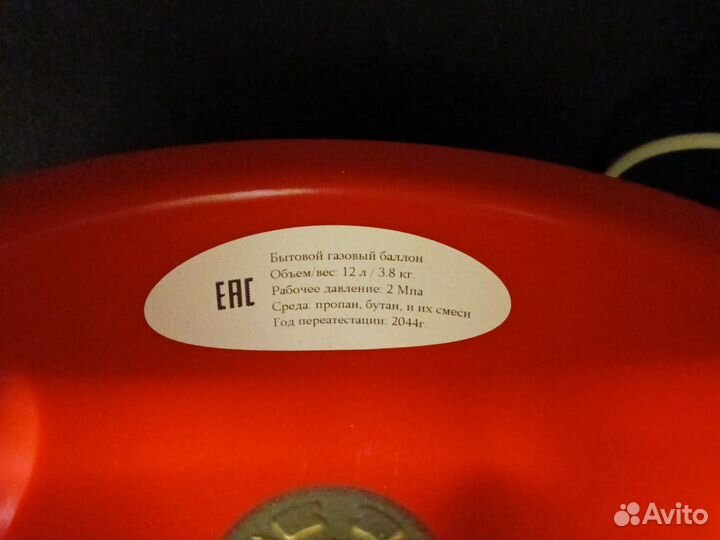 Бытовой газовый баллон
Объем/вес: 12 л / 3.8 кг.
EAC
Рабочее давление: 2 Мпа
Среда: пропан, бутан, и их смеси
Год переатестации: 2044г.
Avito